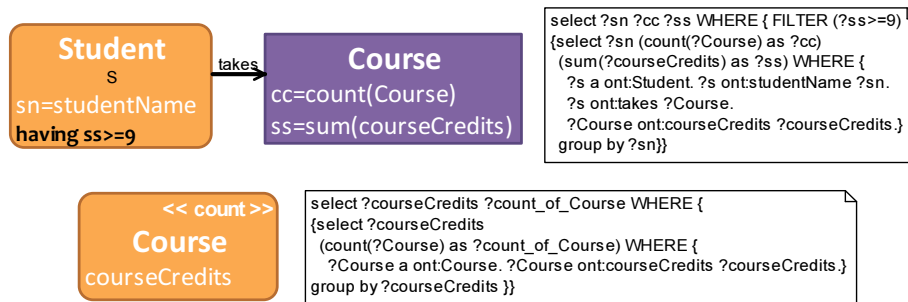 Student
S
sn=studentName
having ss>=9
takes
Course
cc=count(Course)
ss=sum(courseCredits)
select ?sn ?cc ?ss WHERE { FILTER (?ss>=9)
{select ?sn (count(?Course) as ?cc)
(sum(?courseCredits) as ?ss) WHERE {
?s a ont:Student. ?s ont:studentName ?sn.
?s ont:takes ?Course.
?Course ont:courseCredits ?courseCredits.}
group by ?sn}}
<< count >>
Course
courseCredits
select ?courseCredits ?count_of_Course WHERE {
{select ?courseCredits
(count(?Course) as ?count_of_Course) WHERE {
?Course a ont:Course. ?Course ont:courseCredits ?courseCredits.}
group by ?courseCredits }}